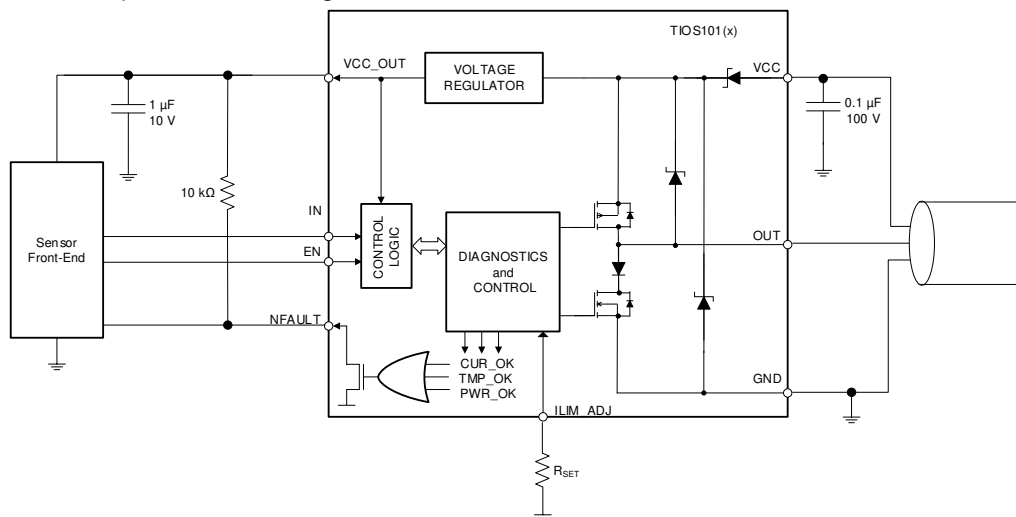 TIOS101(x)
VCC_OUT
VOLTAGE
REGULATOR
VCC
1 µF
10 V
0.1 µF
100 V
10 kΩ
Sensor
Front-End
IN
EN
CONTROL
LOGIC
DIAGNOSTICS
and
CONTROL
OUT
NFAULT
CUR_OK
TMP_OK
PWR_OK
GND
ILIM_ADJ
RSET